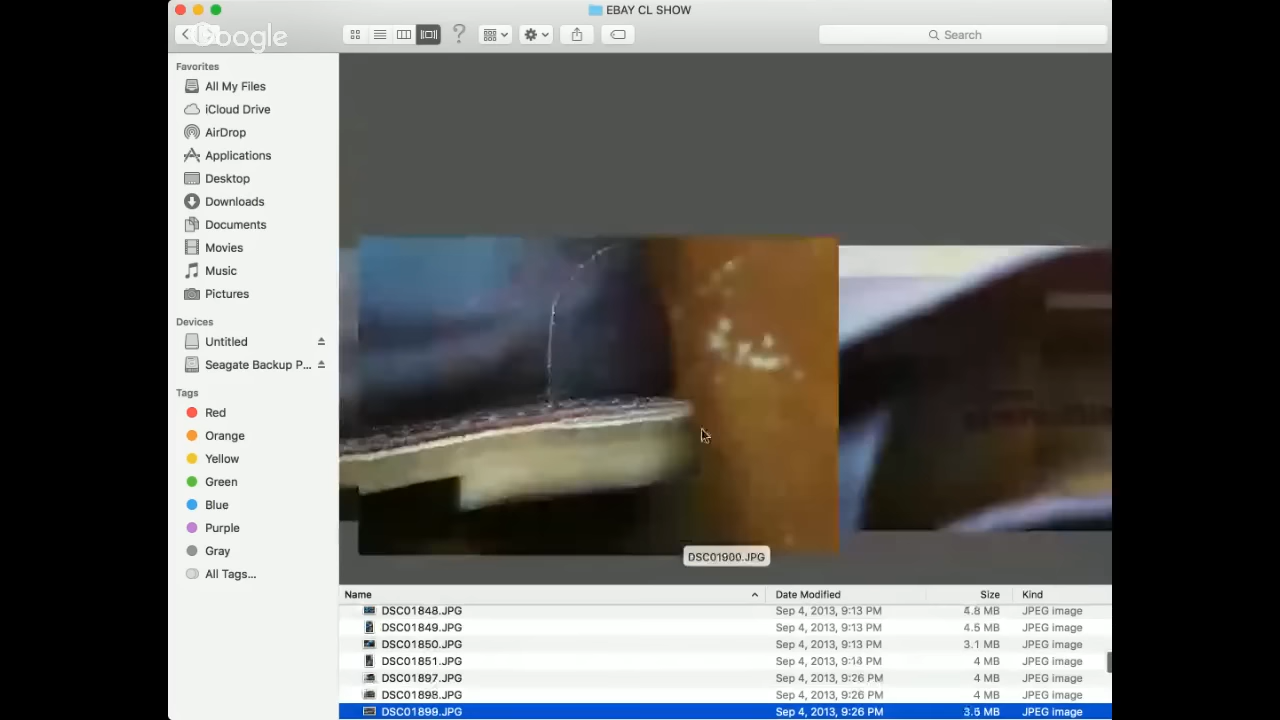 EBAY CL SHOW
Google
Search
Favorites
All My Files
iCloud Drive
AirDrop
Applications
Desktop
Downloads
Documents
Movies
Music
Pictures
Devices
Untitled
Seagate Backup P...
Tags
Red
Orange
Yellow
Green
Blue
Purple
Gray
All Tags...
DSC01900.JPG
Name Date Modified Size Kind
DSC01848.JPG Sep 4, 2013, 9:13 PM 4.8 MB JPEG image
DSC01849.JPG Sep 4, 2013, 9:13 PM 4.5 MB JPEG image
DSC01850.JPG Sep 4, 2013, 9:13 PM 3.1 MB JPEG image
DSC01851.JPG Sep 4, 2013, 9:14 PM 4 MB JPEG image
DSC01897.JPG Sep 4, 2013, 9:26 PM 4 MB JPEG image
DSC01898.JPG Sep 4, 2013, 9:26 PM 4 MB JPEG image
DSC01899.JPG Sep 4, 2013, 9:26 PM 3.5 MB JPEG image